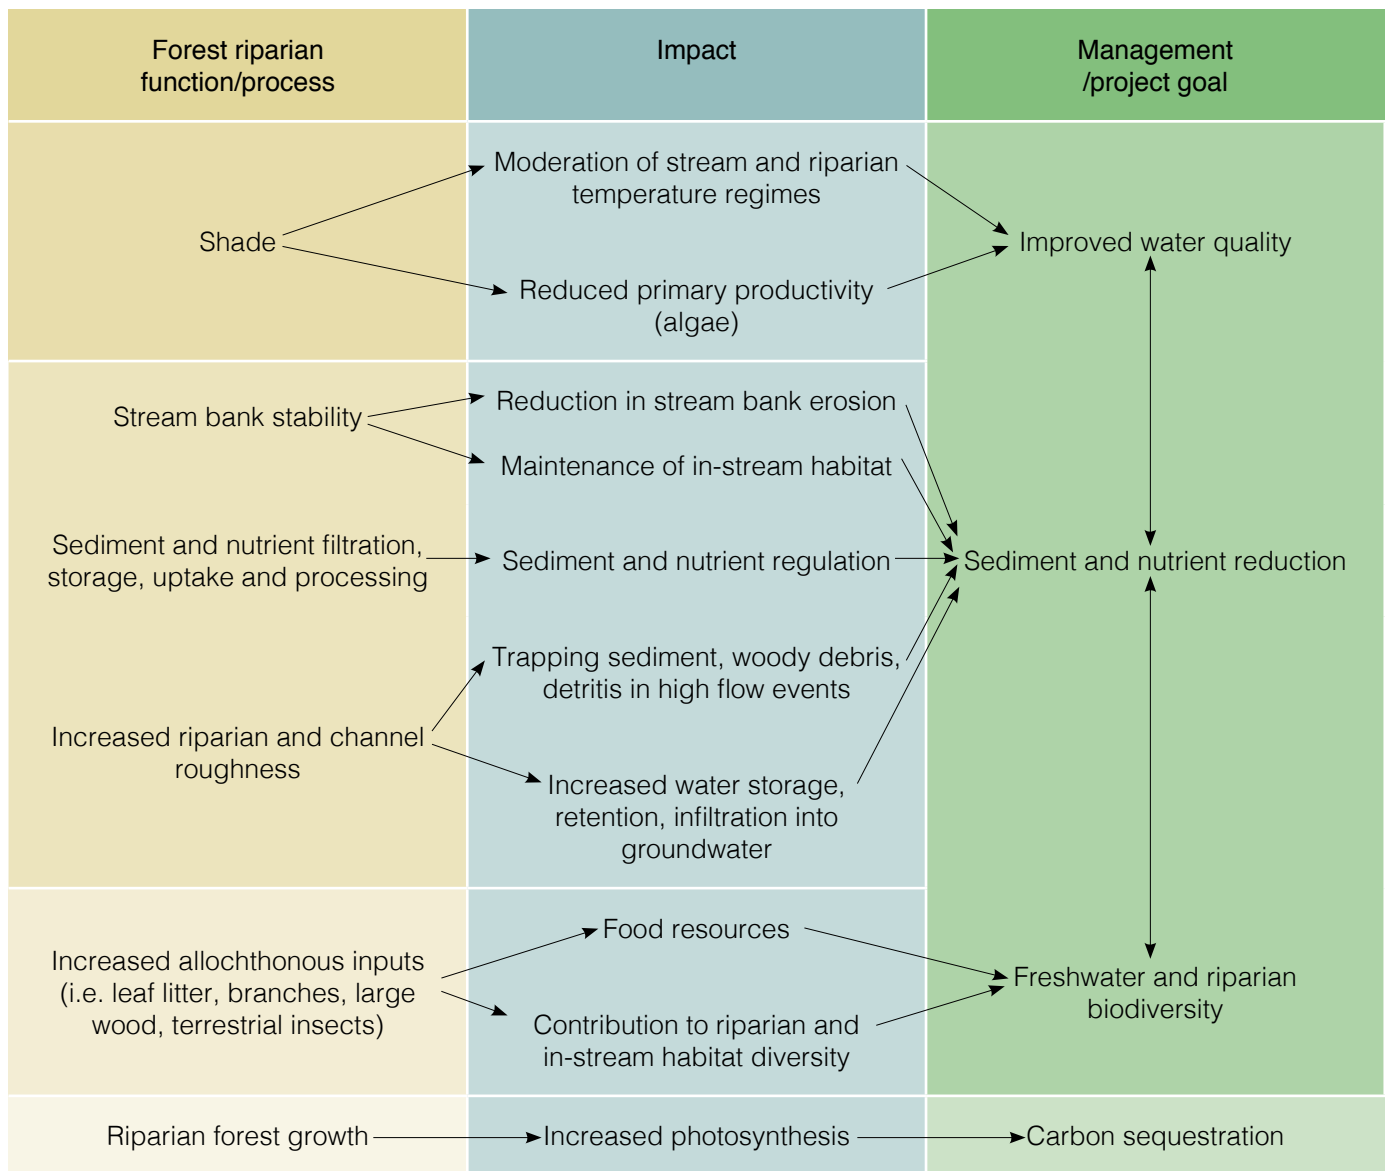 Forest riparian
function/process
Impact
Management
/project goal
Shade
Moderation of stream and riparian
temperature regimes
Reduced primary productivity
(algae)
Improved water quality
Stream bank stability
Reduction in stream bank erosion
Maintenance of in-stream habitat
Sediment and nutrient filtration,
storage, uptake and processing
Sediment and nutrient regulation
Sediment and nutrient reduction
Increased riparian and channel
roughness
Trapping sediment, woody debris,
detritis in high flow events
Increased water storage,
retention, infiltration into
groundwater
Increased allochthonous inputs
(i.e. leaf litter, branches, large
wood, terrestrial insects)
Food resources
Contribution to riparian and
in-stream habitat diversity
Freshwater and riparian
biodiversity
Riparian forest growth
Increased photosynthesis
Carbon sequestration